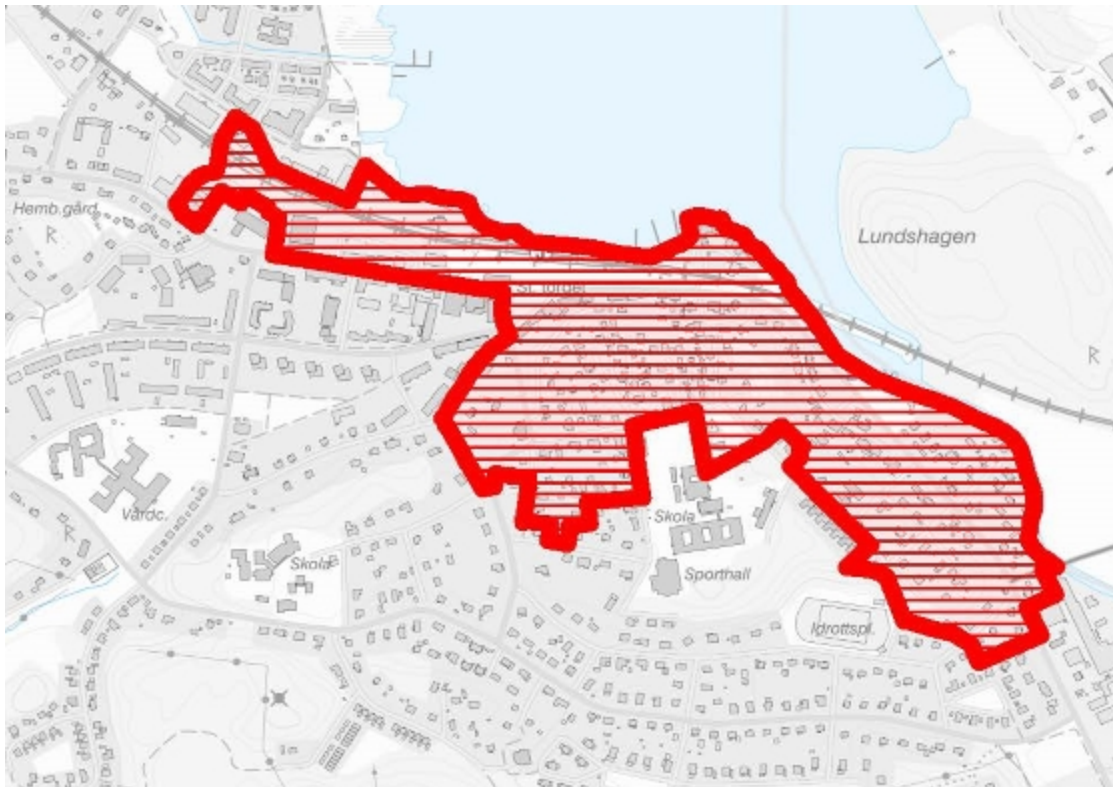 Hemb.gård
R
Lundshagen
St. torget
R
Vårdc.
R
Skola
Skola
Sporthall
Idrottspl.